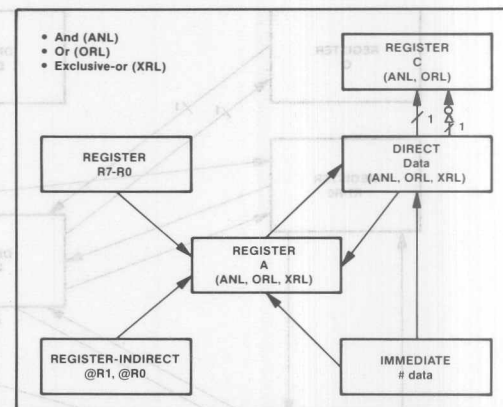 • And (ANL)
• Or (ORL)
• Exclusive-or (XRL)
REGISTER
C
(ANL, ORL)
1
1
REGISTER
R7-R0
DIRECT
Data
(ANL, ORL, XRL)
REGISTER
A
(ANL, ORL, XRL)
REGISTER-INDIRECT
@R1, @R0
IMMEDIATE
# data